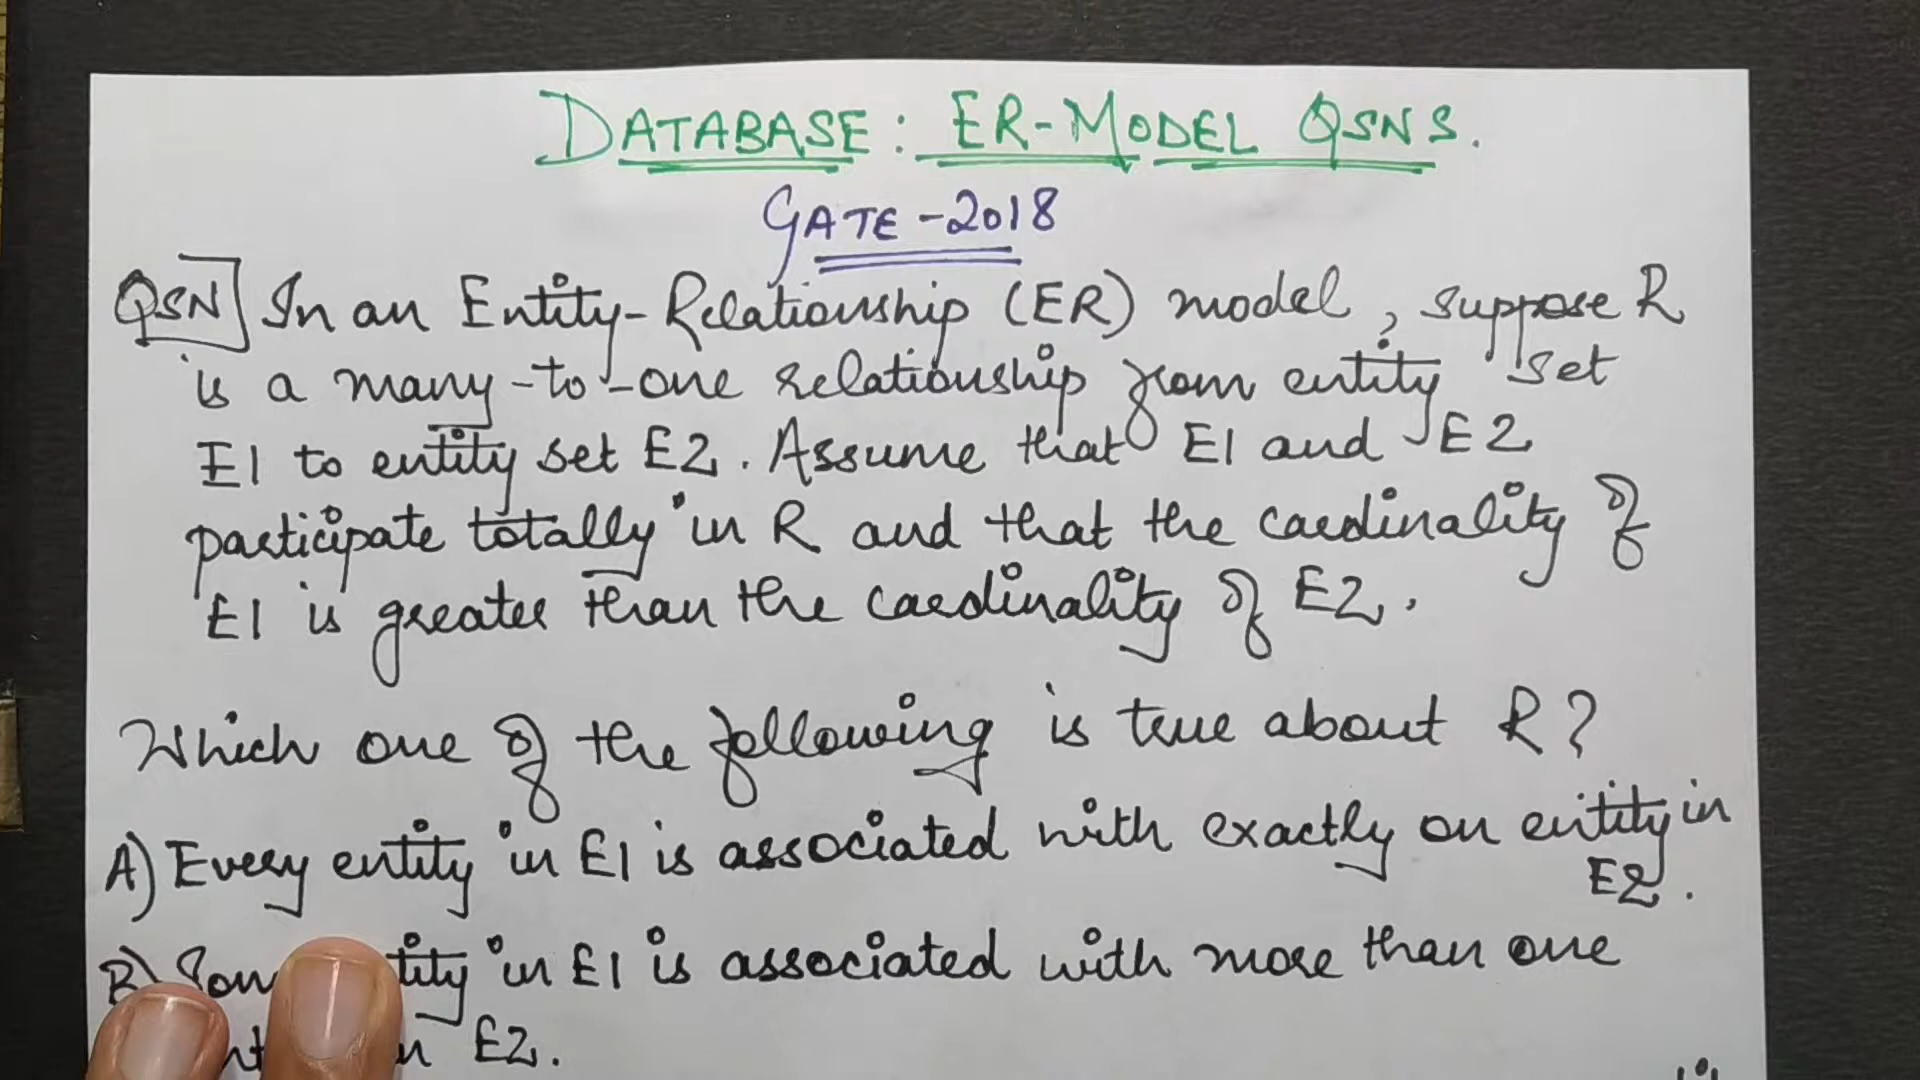 DATABASE: ER-MODEL QSNS.
GATE-2018
QSN] In an Entity-Relationship (ER) model, suppose R
is a many-to-one relationship from entity set
E1 to entity set E2. Assume that E1 and E2
participate totally in R and that the cardinality of
E1 is greater than the cardinality of E2.
Which one of the following is true about R?
A) Every entity in E1 is associated with exactly on entity in
E2.
B) in E1 is associated with more than one
E2.